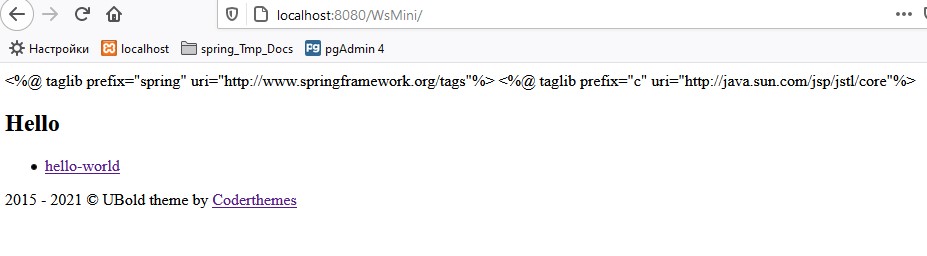 localhost:8080/WsMini/
Настройки localhost spring_Tmp_Docs Pg pgAdmin 4
<%@ taglib prefix="spring" uri="http://www.springframework.org/tags"%> <%@ taglib prefix="c" uri="http://java.sun.com/jsp/jstl/core"%>
Hello
• hello-world
2015 - 2021 © UBold theme by Coderthemes